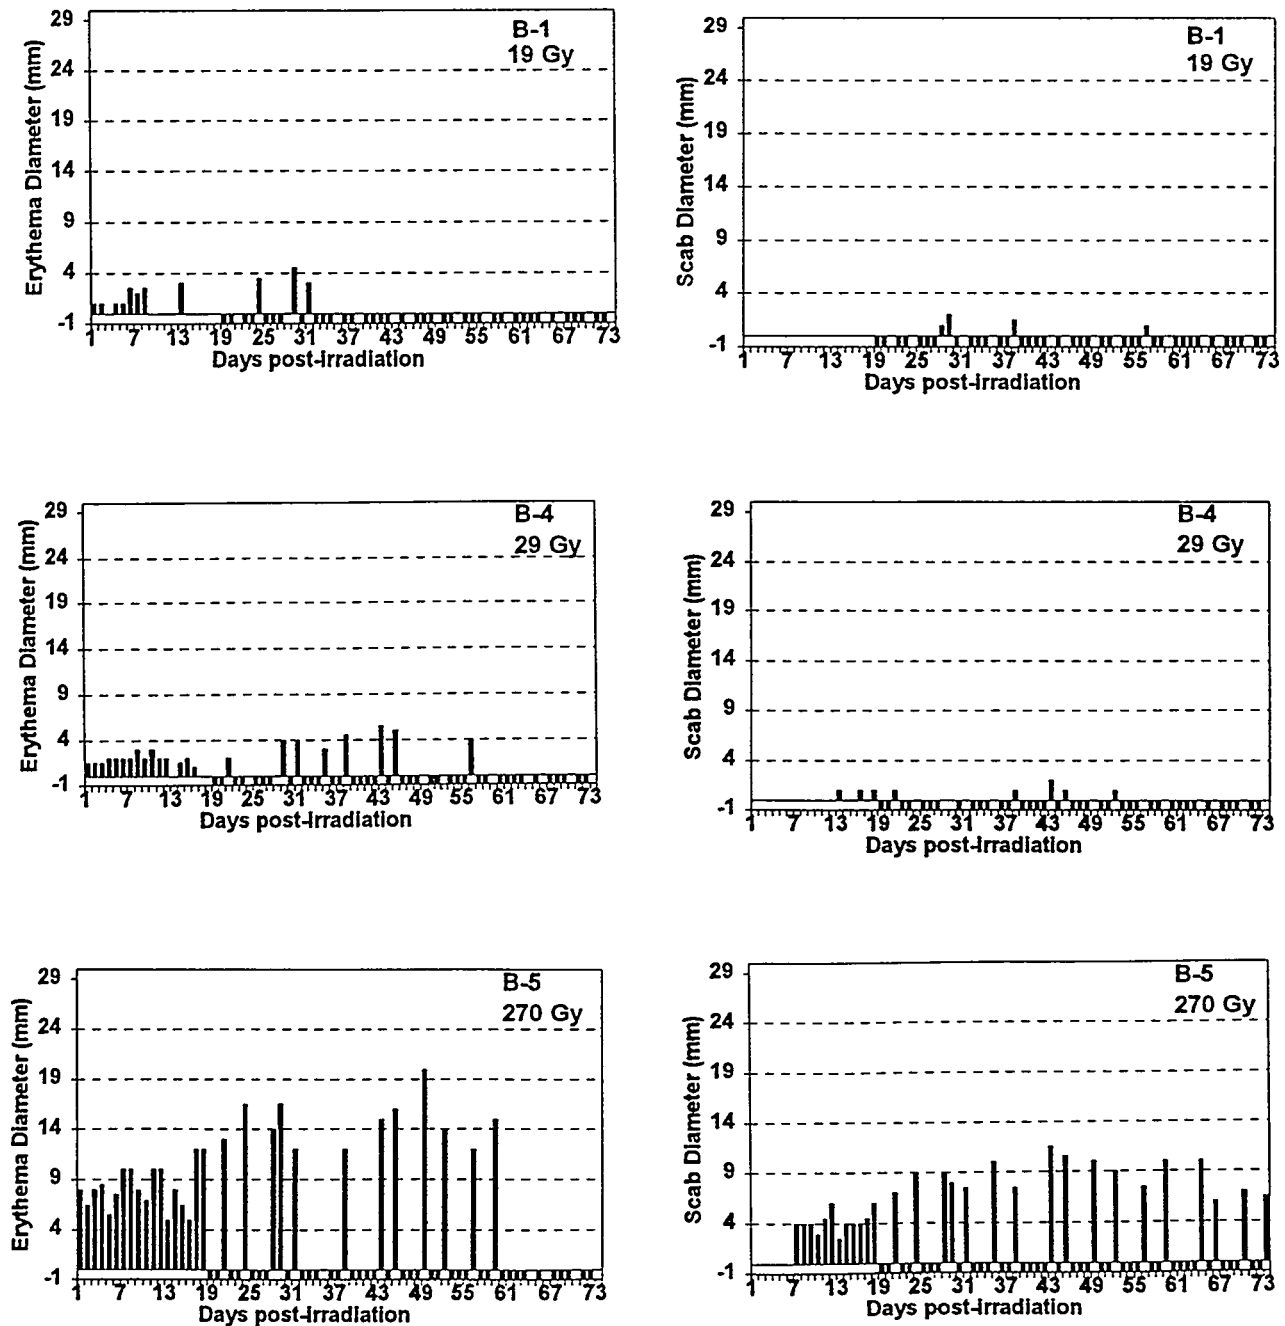 B-1
19 Gy
Erythema Diameter (mm)
29
24
19
14
9
4
-1
1 7 13 19 25 31 37 43 49 55 61 67 73
Days post-irradiation
B-1
19 Gy
Scab Diameter (mm)
29
24
19
14
9
4
-1
1 7 13 19 25 31 37 43 49 55 61 67 73
Days post-irradiation
B-4
29 Gy
Erythema Diameter (mm)
29
24
19
14
9
4
-1
1 7 13 19 25 31 37 43 49 55 61 67 73
Days post-irradiation
B-4
29 Gy
Scab Diameter (mm)
29
24
19
14
9
4
-1
1 7 13 19 25 31 37 43 49 55 61 67 73
Days post-irradiation
B-5
270 Gy
Erythema Diameter (mm)
29
24
19
14
9
4
-1
1 7 13 19 25 31 37 43 49 55 61 67 73
Days post-irradiation
B-5
270 Gy
Scab Diameter (mm)
29
24
19
14
9
4
-1
1 7 13 19 25 31 37 43 49 55 61 67 73
Days post-irradiation